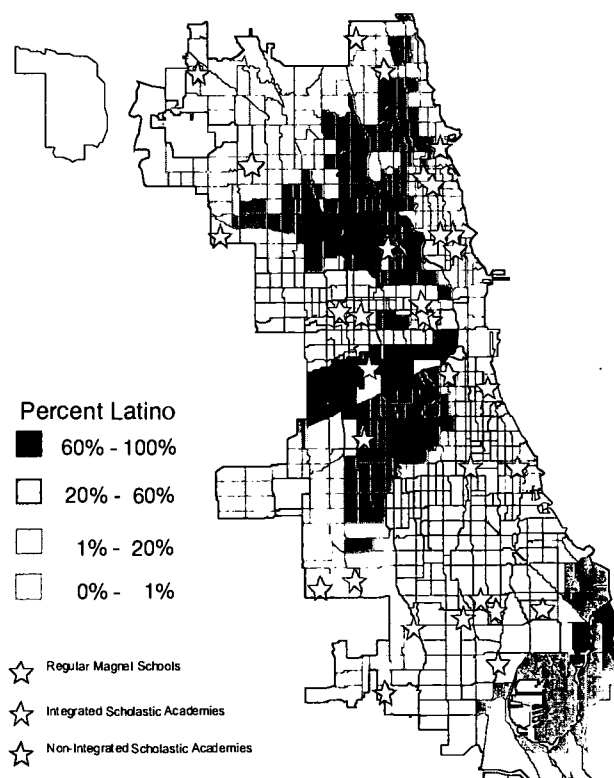 Percent Latino
60% - 100%
20% - 60%
1% - 20%
0% - 1%
Regular Magnel Schools
Integrated Scholastic Academies
Non-Integrated Scholastic Academies